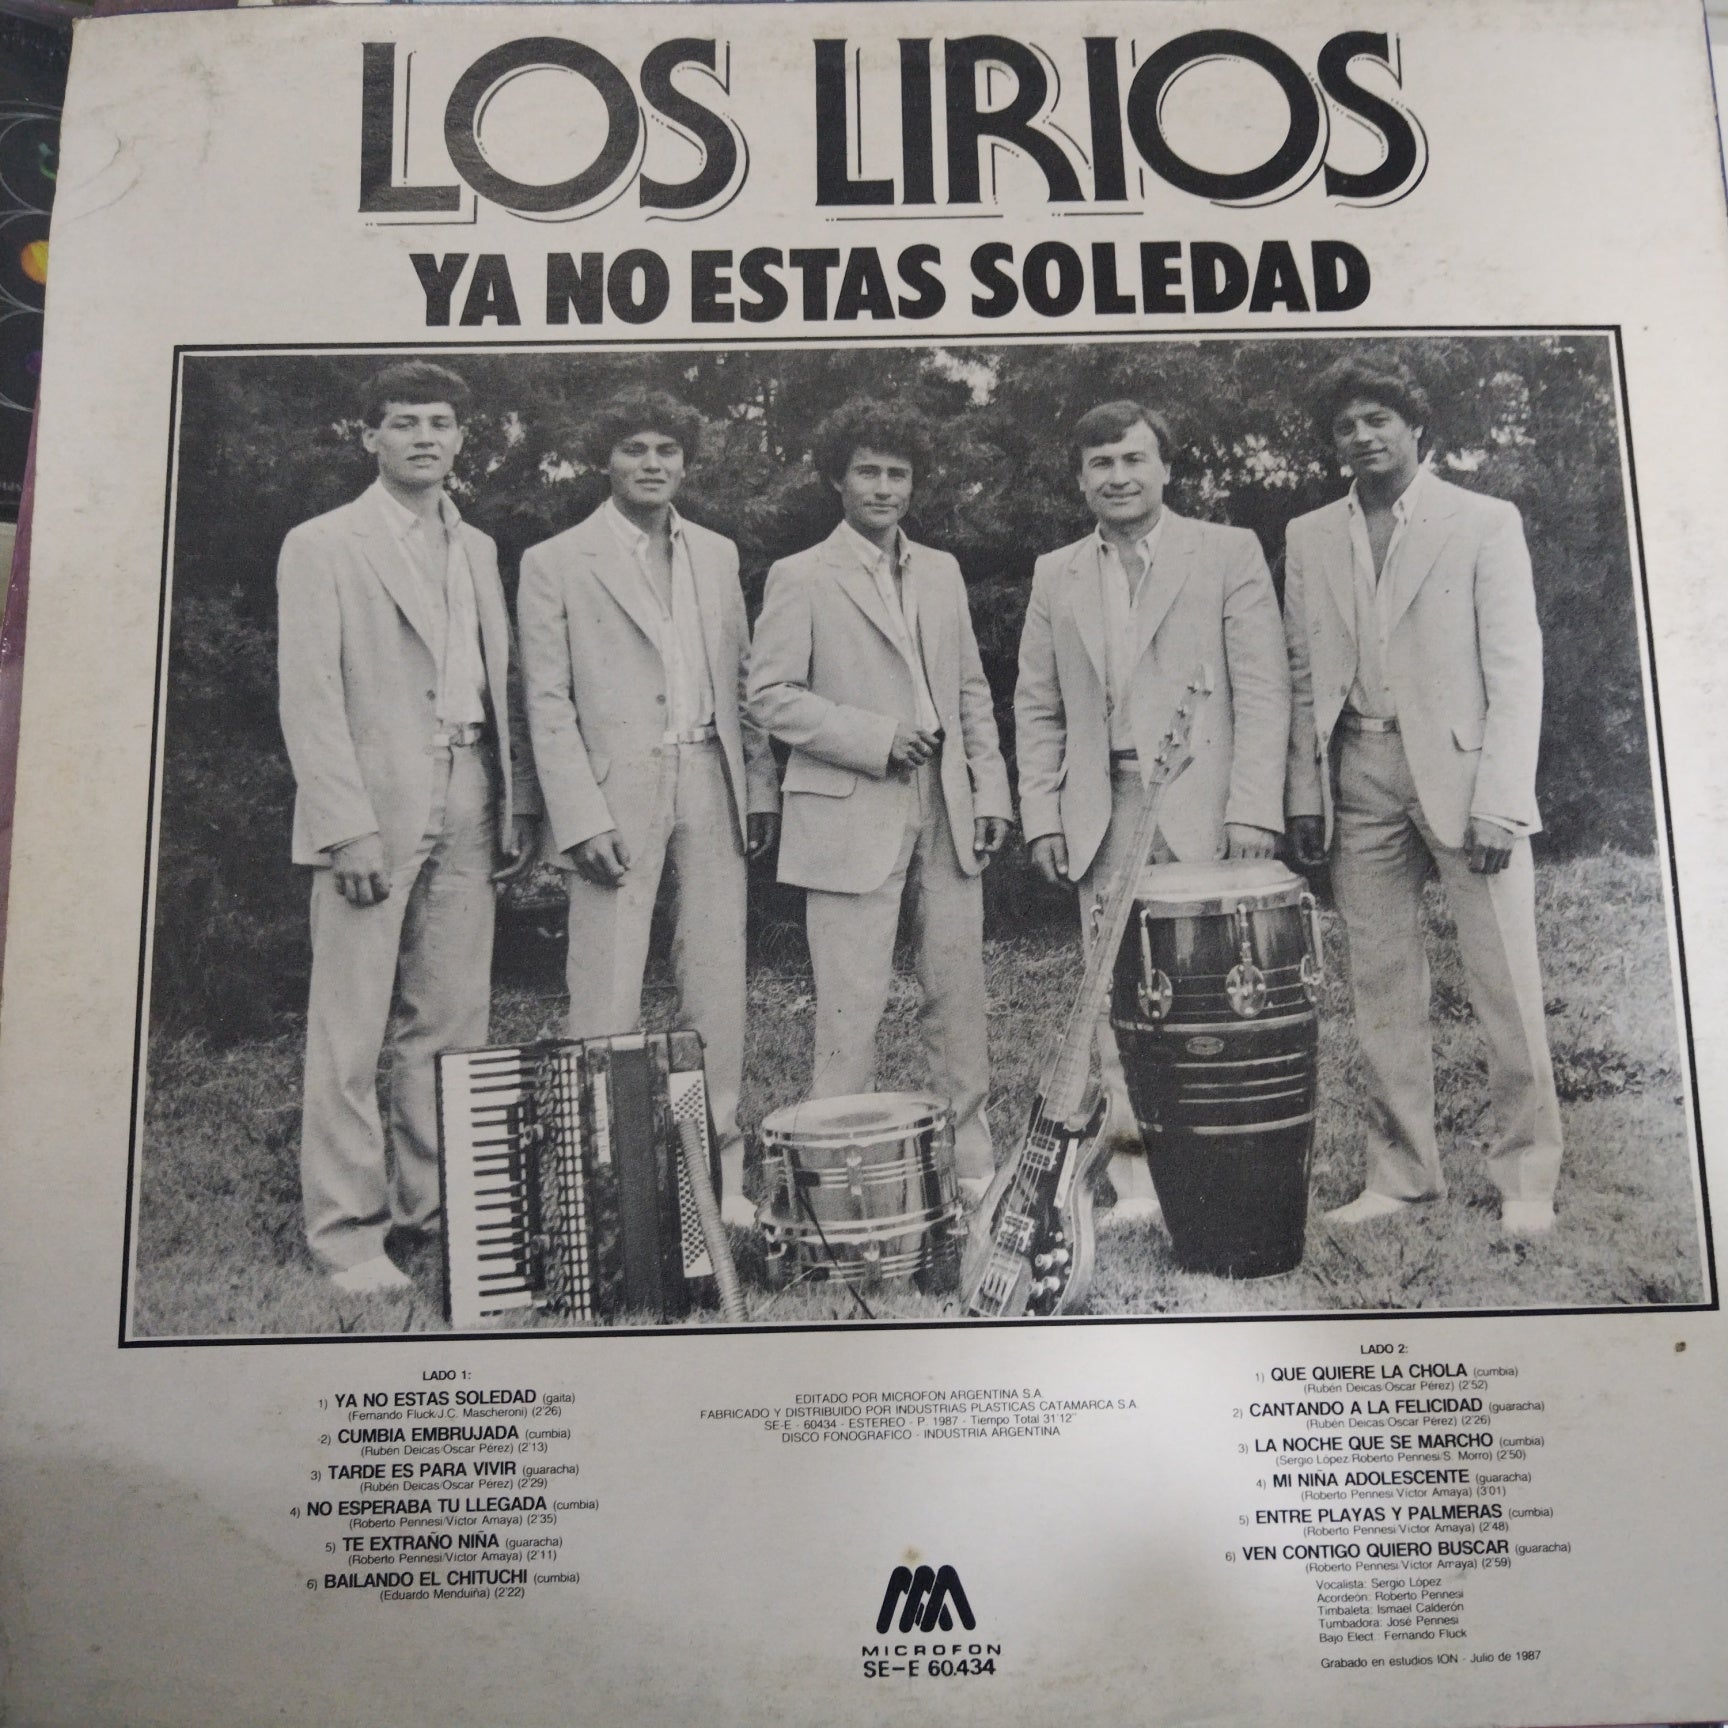 LOS LIRIOS
YA NO ESTAS SOLEDAD
LADO 1:
1) YA NO ESTAS SOLEDAD (gaita)
(Fernando Fluck/J.C. Mascheroni) (2'26)
2) CUMBIA EMBRUJADA (cumbia)
(Rubén Deicas/Oscar Pérez) (2'13)
3) TARDE ES PARA VIVIR (guaracha)
(Rubén Deicas/Oscar Pérez) (2'29)
4) NO ESPERABA TU LLEGADA (cumbia)
(Roberto Pennesi/Victor Amaya) (2'35)
5) TE EXTRAÑO NIÑA (guaracha)
(Roberto Pennesi/Victor Amaya) (2'11)
6) BAILANDO EL CHITUCHI (cumbia)
(Eduardo Menduiña) (2'22)
EDITADO POR MICROFON ARGENTINA S.A.
FABRICADO Y DISTRIBUIDO POR INDUSTRIAS PLASTICAS CATAMARCA S.A.
SE-E - 60434 - ESTEREO - P. 1987 - Tiempo Total 31'12''
DISCO FONOGRAFICO - INDUSTRIA ARGENTINA
MICROFON
SE-E 60.434
LADO 2:
1) QUE QUIERE LA CHOLA (cumbia)
(Rubén Deicas/Oscar Pérez) (2'52)
2) CANTANDO A LA FELICIDAD (guaracha)
(Rubén Deicas/Oscar Pérez) (2'26)
3) LA NOCHE QUE SE MARCHO (cumbia)
(Sergio López/Roberto Pennesi/S. Morro) (2'50)
4) MI NIÑA ADOLESCENTE (guaracha)
(Roberto Pennesi/Victor Amaya) (3'01)
5) ENTRE PLAYAS Y PALMERAS (cumbia)
(Roberto Pennesi/Victor Amaya) (2'48)
6) VEN CONTIGO QUIERO BUSCAR (guaracha)
(Roberto Pennesi/Victor Amaya) (2'59)
Vocalista: Sergio López
Acordeón: Roberto Pennesi
Timbaleta: Ismael Calderón
Tumbadora: José Pennesi
Bajo Elect.: Fernando Fluck
Grabado en estudios ION - Julio de 1987